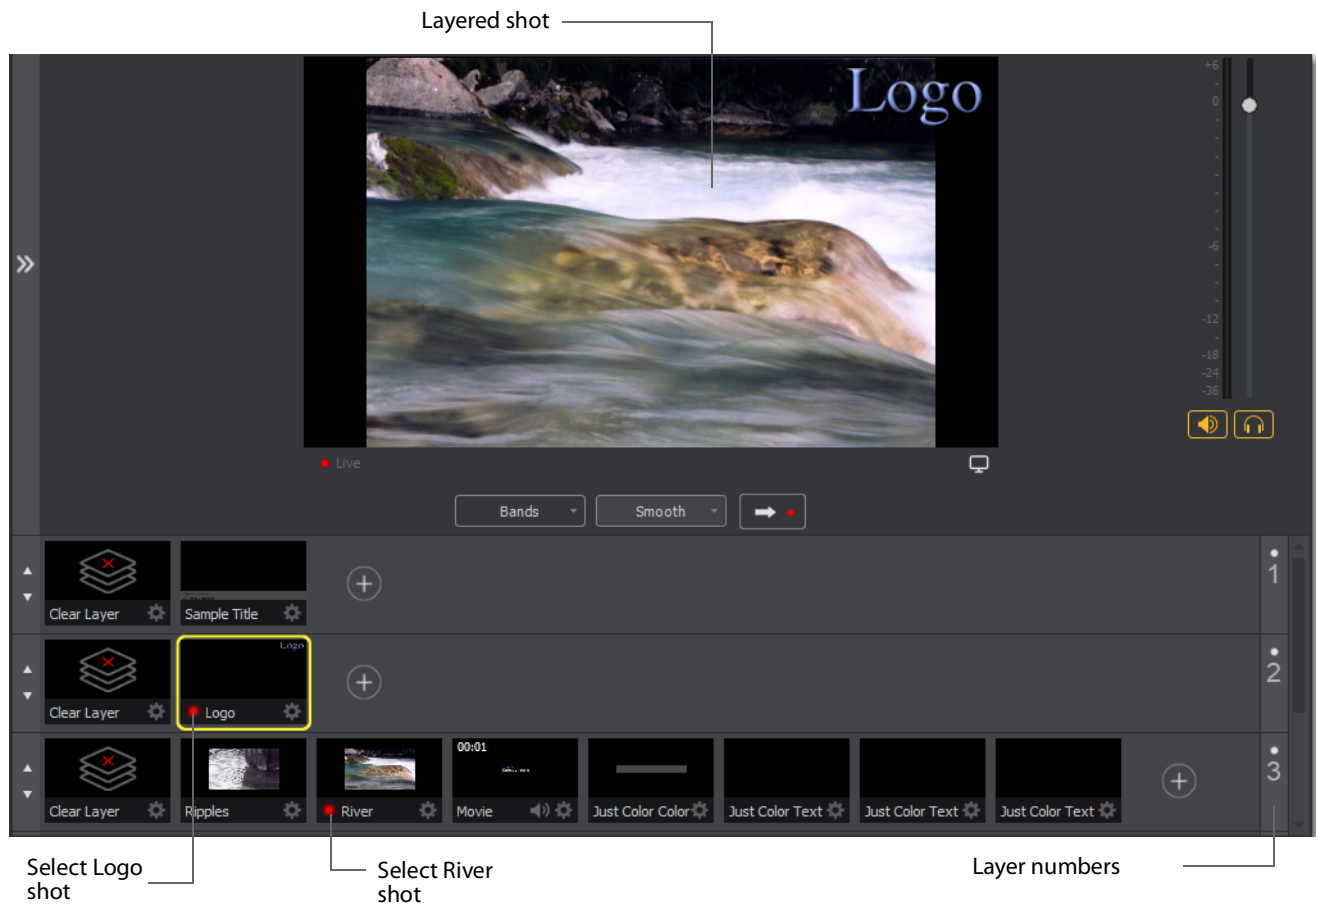 Layered shot
Logo
+6
0
-6
-12
-18
-24
-36
Live
Bands
Smooth
Clear Layer
Sample Title
1
Logo
Clear Layer
Logo
2
00:01
Clear Layer
Ripples
River
Movie
Just Color Color
Just Color Text
Just Color Text
Just Color Text
3
Select Logo
shot
Select River
shot
Layer numbers